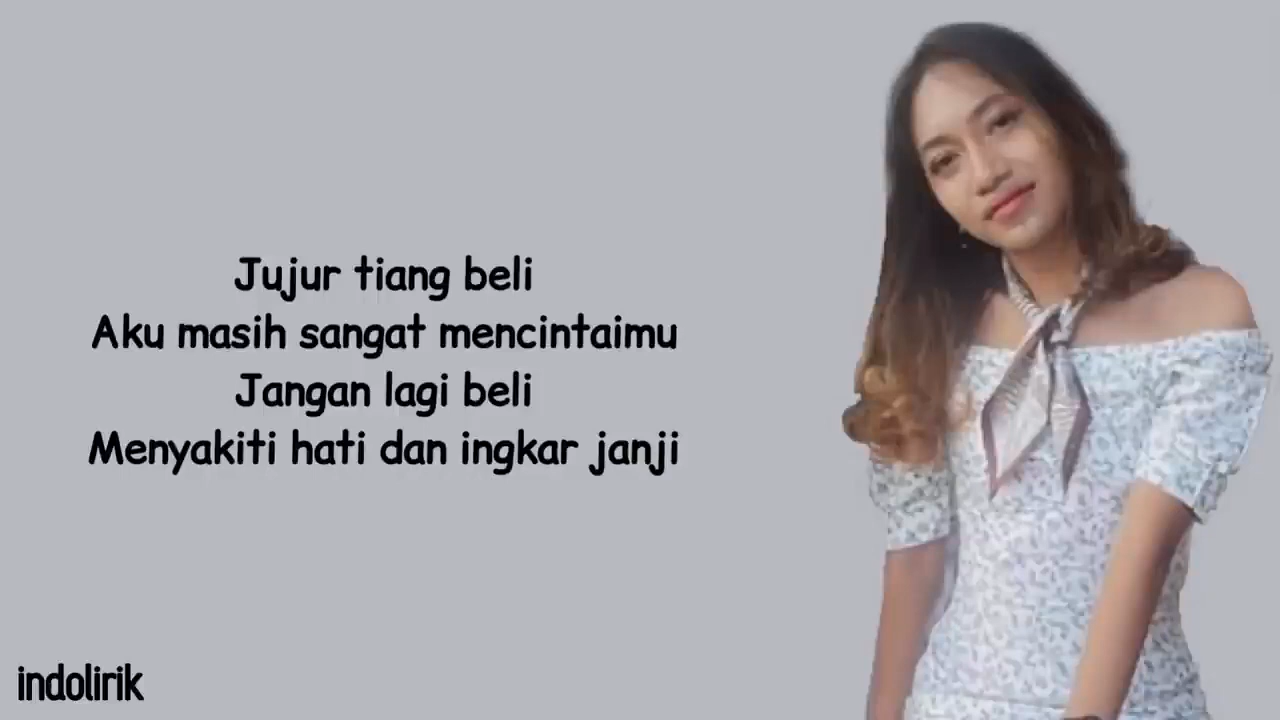 Jujur tiang beli
Aku masih sangat mencintaimu
Jangan lagi beli
Menyakiti hati dan ingkar janji
indolirik